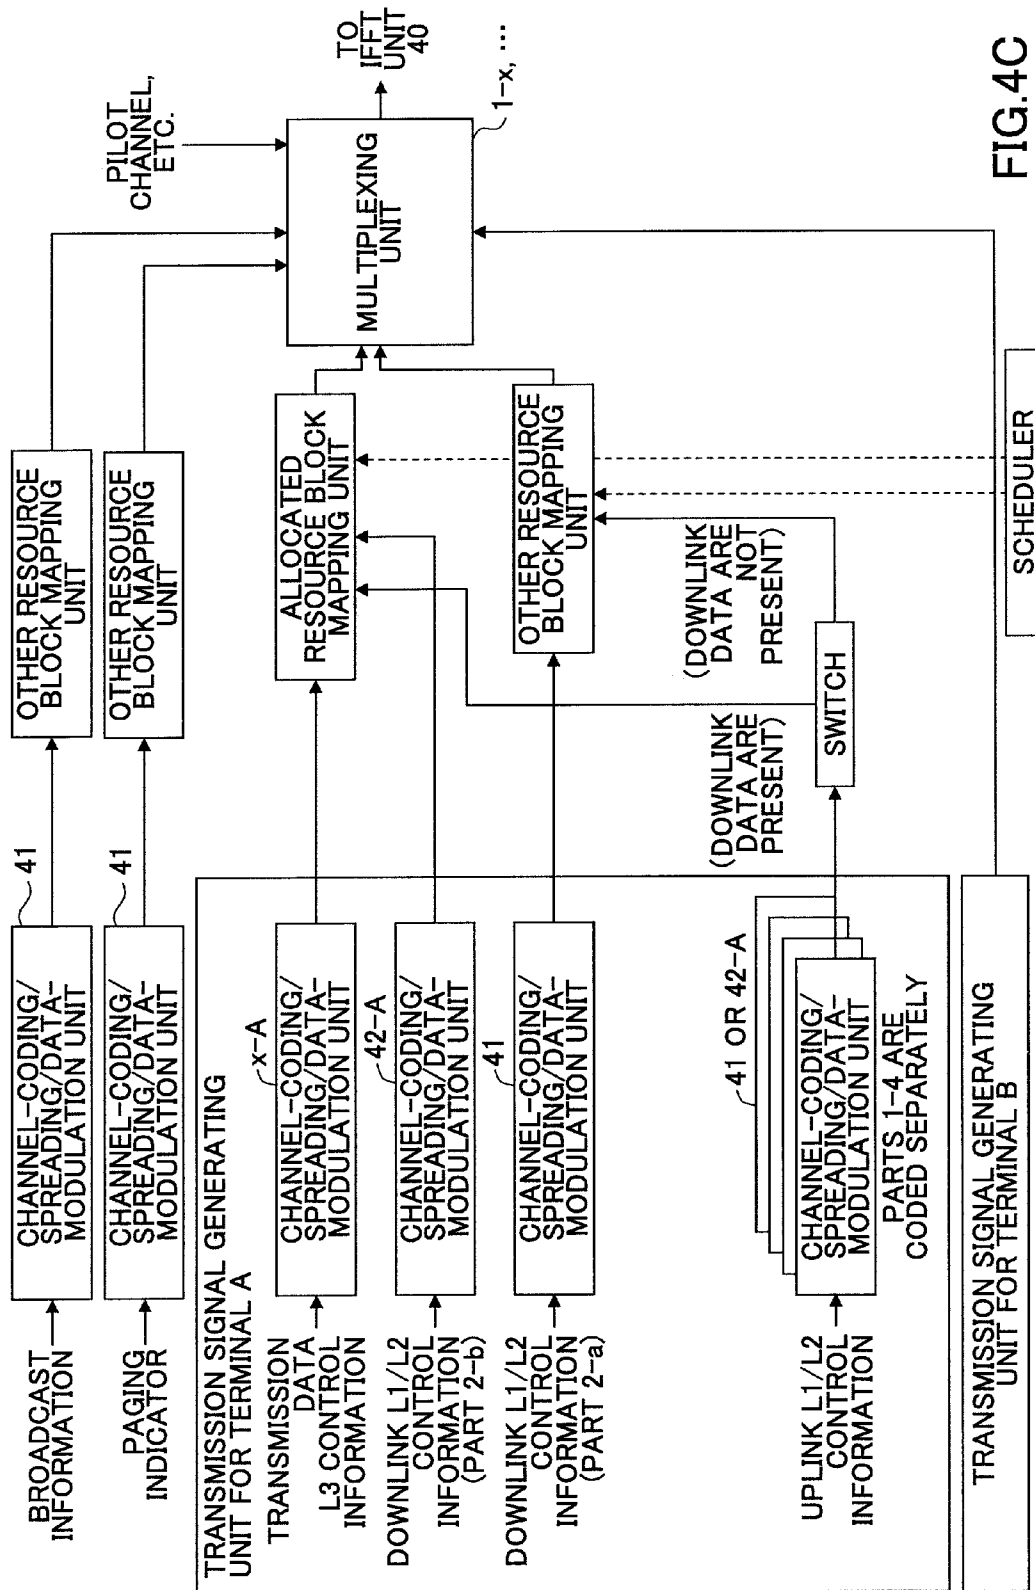 BROADCAST
INFORMATION
CHANNEL-CODING/
SPREADING/DATA-
MODULATION UNIT
41
OTHER RESOURCE
BLOCK MAPPING
UNIT
PAGING
INDICATOR
CHANNEL-CODING/
SPREADING/DATA-
MODULATION UNIT
41
OTHER RESOURCE
BLOCK MAPPING
UNIT
PILOT
CHANNEL,
ETC.
MULTIPLEXING
UNIT
TO
IFFT
UNIT
40
1-x, ...
TRANSMISSION SIGNAL GENERATING
UNIT FOR TERMINAL A
TRANSMISSION
DATA
L3 CONTROL
INFORMATION
CHANNEL-CODING/
SPREADING/DATA-
MODULATION UNIT
x-A
ALLOCATED
RESOURCE BLOCK
MAPPING UNIT
DOWNLINK L1/L2
CONTROL
INFORMATION
(PART 2-b)
CHANNEL-CODING/
SPREADING/DATA-
MODULATION UNIT
42-A
DOWNLINK L1/L2
CONTROL
INFORMATION
(PART 2-a)
CHANNEL-CODING/
SPREADING/DATA-
MODULATION UNIT
41
OTHER RESOURCE
BLOCK MAPPING
UNIT
(DOWNLINK
DATA ARE
PRESENT)
(DOWNLINK
DATA ARE
NOT
PRESENT)
UPLINK L1/L2
CONTROL
INFORMATION
CHANNEL-CODING/
SPREADING/DATA-
MODULATION UNIT
41 OR 42-A
PARTS 1-4 ARE
CODED SEPARATELY
SWITCH
TRANSMISSION SIGNAL GENERATING
UNIT FOR TERMINAL B
SCHEDULER
FIG.4C